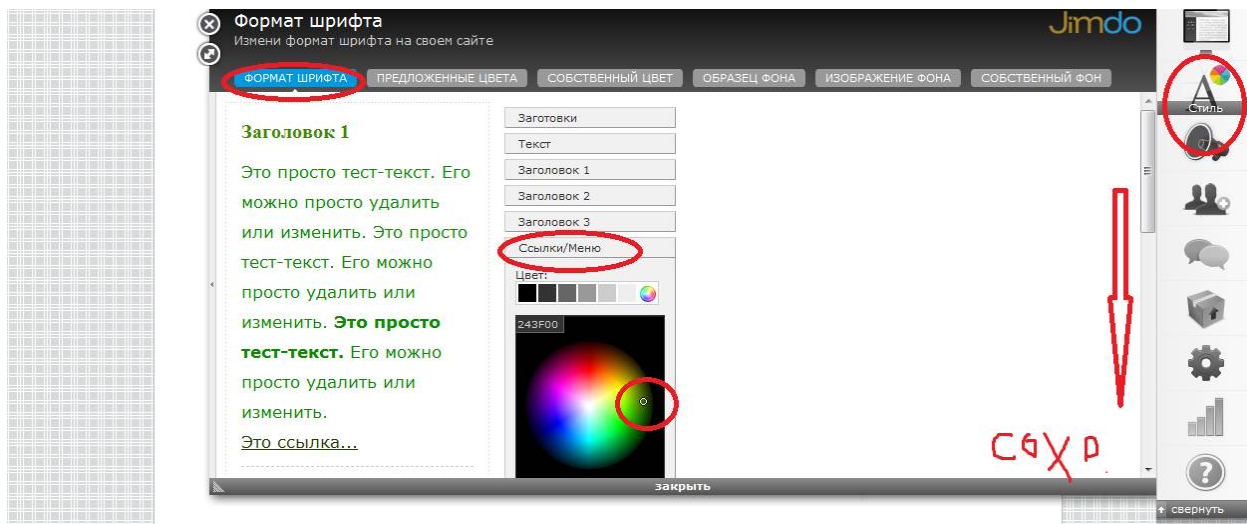 Формат шрифта
Измени формат шрифта на своем сайте
Jimdo
ФОРМАТ ШРИФТА ПРЕДЛОЖЕННЫЕ ЦВЕТА СОБСТВЕННЫЙ ЦВЕТ ОБРАЗЕЦ ФОНА ИЗОБРАЖЕНИЕ ФОНА СОБСТВЕННЫЙ ФОН
Заголовок 1
Это просто тест-текст. Его
можно просто удалить
или изменить. Это просто
тест-текст. Его можно
просто удалить или
изменить. Это просто
тест-текст. Его можно
просто удалить или
изменить.
Это ссылка...
Заготовки
Текст
Заголовок 1
Заголовок 2
Заголовок 3
Ссылки/Меню
Цвет:
243F00
A
Стиль
сохр.
?
закрыть
свернуть